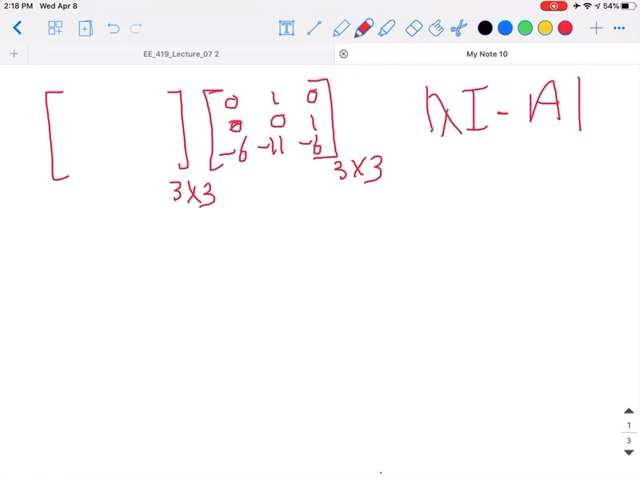 2:18 PM Wed Apr 8 54%
EE_419_Lecture_07 2 My Note 10
[ ] [ 0 1 0
0 0 1
-6 -11 -6 ] |λI - A|
3x3 3x3
1
3